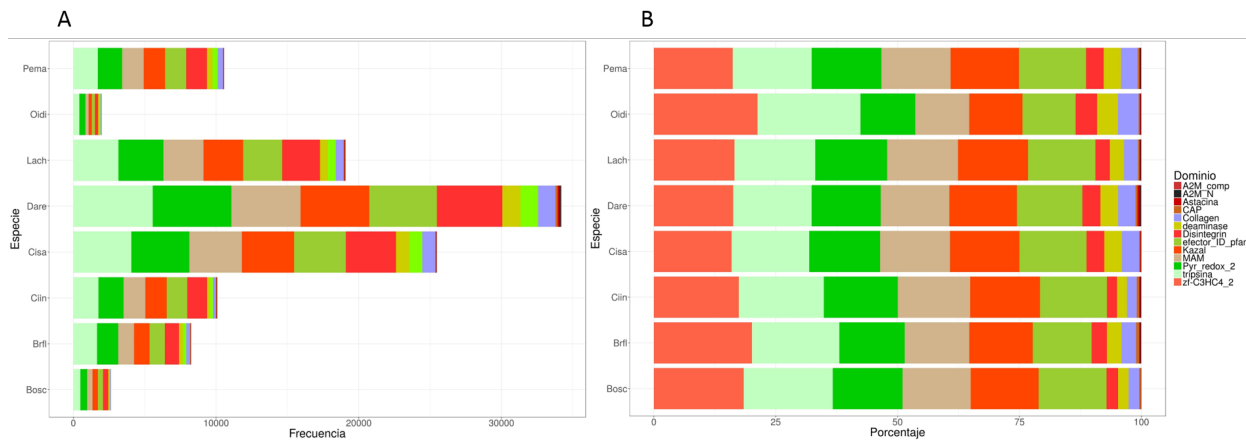 A
B
Especie
Pema
Oidi
Lach
Dare
Cisa
Ciin
Brfl
Bosc
0
10000
20000
30000
Frecuencia
Especie
Pema
Oidi
Lach
Dare
Cisa
Ciin
Brfl
Bosc
0
25
50
75
100
Porcentaje
Dominio
A2M_comp
A2M_N
Astacina
CAP
Collagen
deaminase
Disintegrin
efector_ID_pfam
Kazal
MAM
Pyr_redox_2
tripsina
zf-C3HC4_2